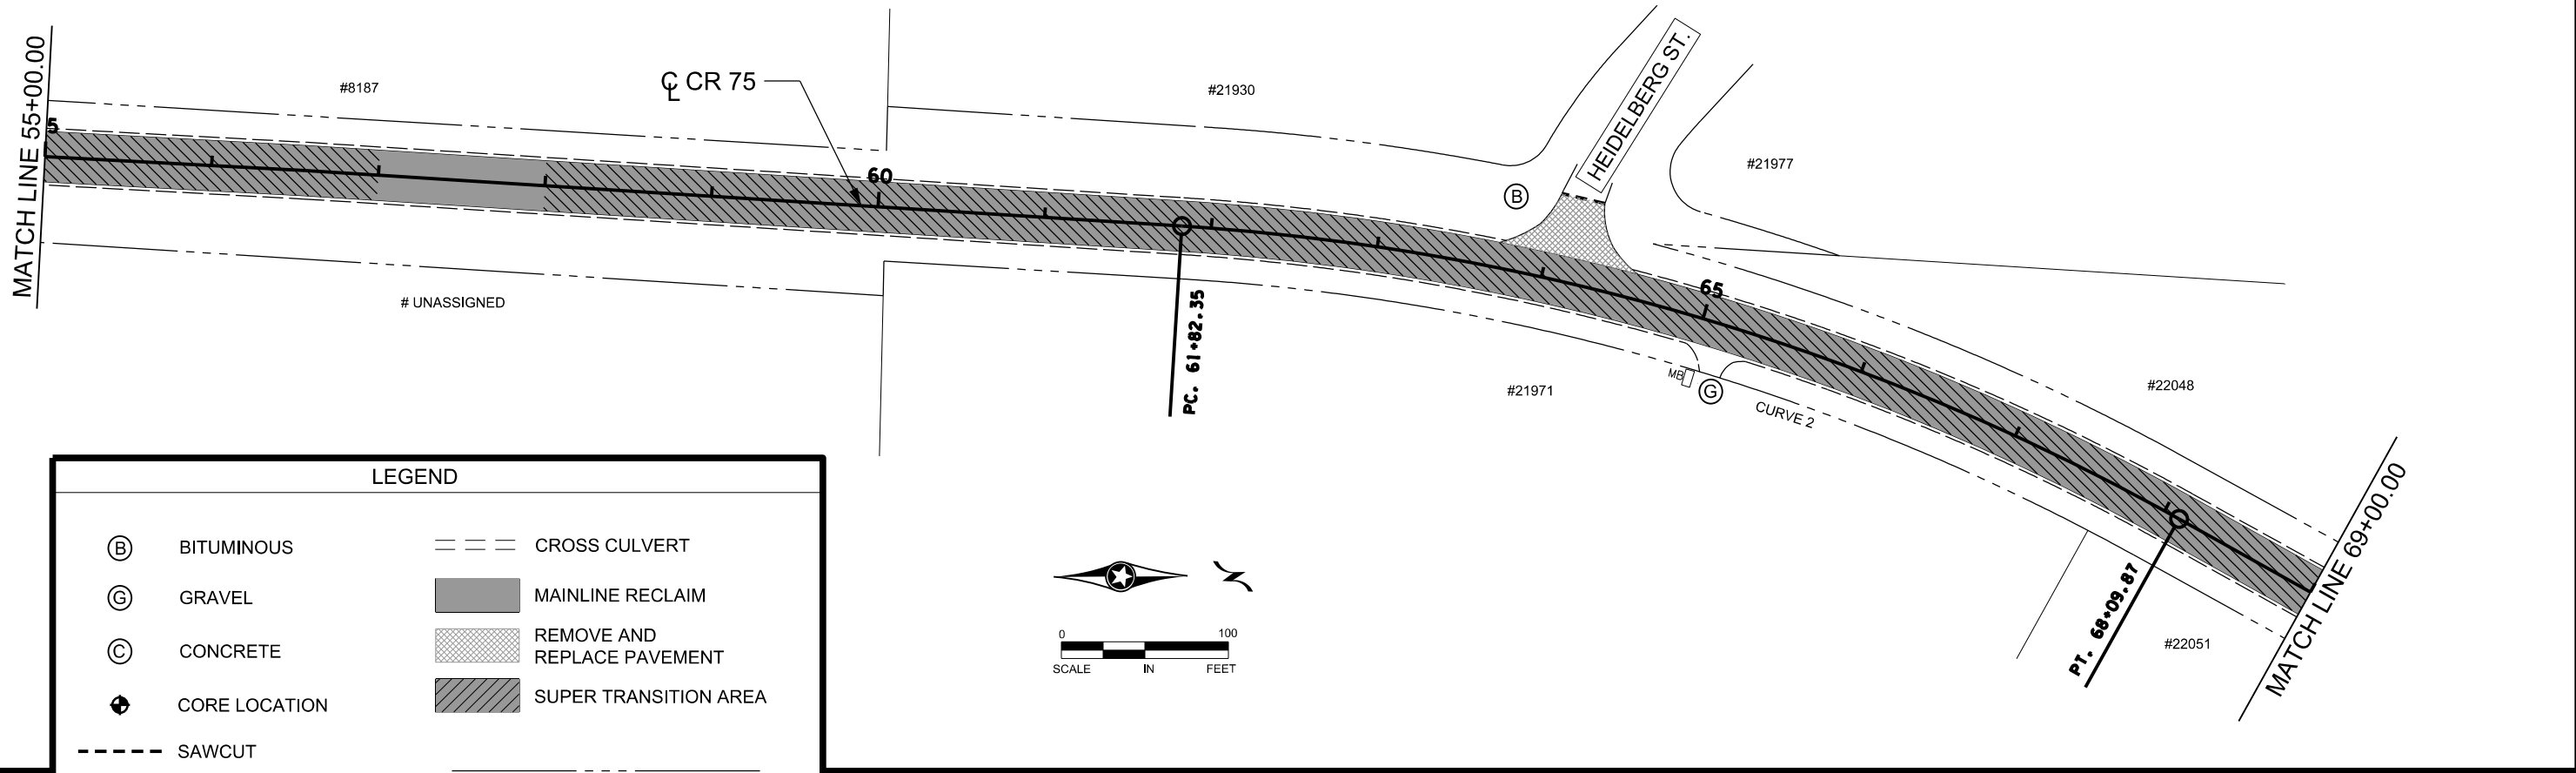 MATCH LINE 55+00.00
5
#8187
℄ CR 75
60
#21930
HEIDELBERG ST.
B
#21977
# UNASSIGNED
PC. 61+82.35
65
MB
G
#21971
CURVE 2
#22048
PT. 68+09.87
#22051
MATCH LINE 69+00.00
0 100
SCALE IN FEET
LEGEND
B BITUMINOUS
G GRAVEL
C CONCRETE
CORE LOCATION
SAWCUT
CROSS CULVERT
MAINLINE RECLAIM
REMOVE AND
REPLACE PAVEMENT
SUPER TRANSITION AREA